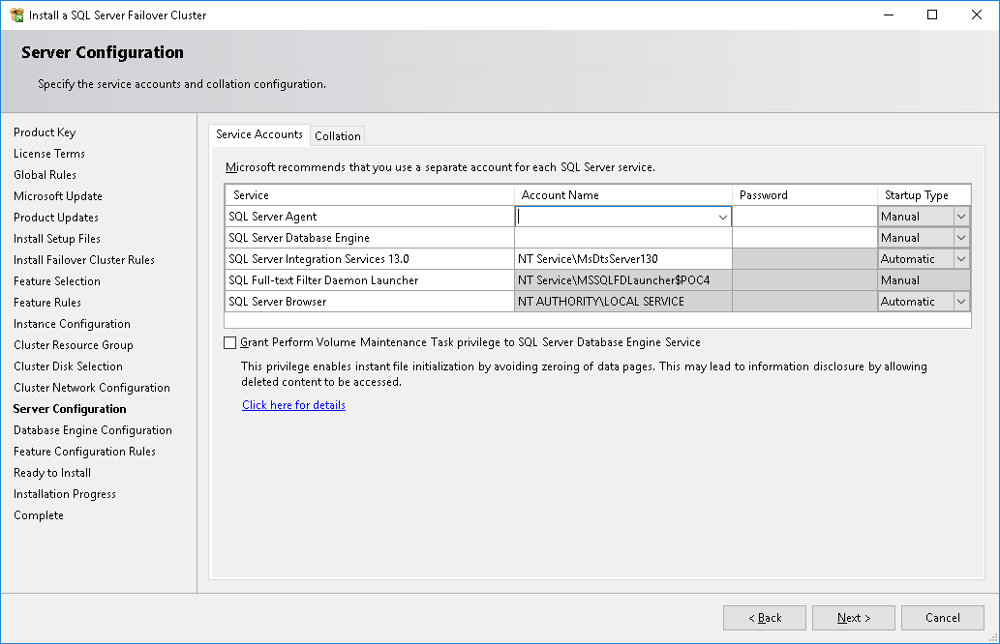 Install a SQL Server Failover Cluster
Server Configuration
Specify the service accounts and collation configuration.
Product Key
License Terms
Global Rules
Microsoft Update
Product Updates
Install Setup Files
Install Failover Cluster Rules
Feature Selection
Feature Rules
Instance Configuration
Cluster Resource Group
Cluster Disk Selection
Cluster Network Configuration
Server Configuration
Database Engine Configuration
Feature Configuration Rules
Ready to Install
Installation Progress
Complete
Service Accounts Collation
Microsoft recommends that you use a separate account for each SQL Server service.
Service Account Name Password Startup Type
SQL Server Agent Manual
SQL Server Database Engine Manual
SQL Server Integration Services 13.0 NT Service\MsDtsServer130 Automatic
SQL Full-text Filter Daemon Launcher NT Service\MSSQLFDLauncher$POC4 Manual
SQL Server Browser NT AUTHORITY\LOCAL SERVICE Automatic
Grant Perform Volume Maintenance Task privilege to SQL Server Database Engine Service
This privilege enables instant file initialization by avoiding zeroing of data pages. This may lead to information disclosure by allowing
deleted content to be accessed.
Click here for details
< Back Next > Cancel